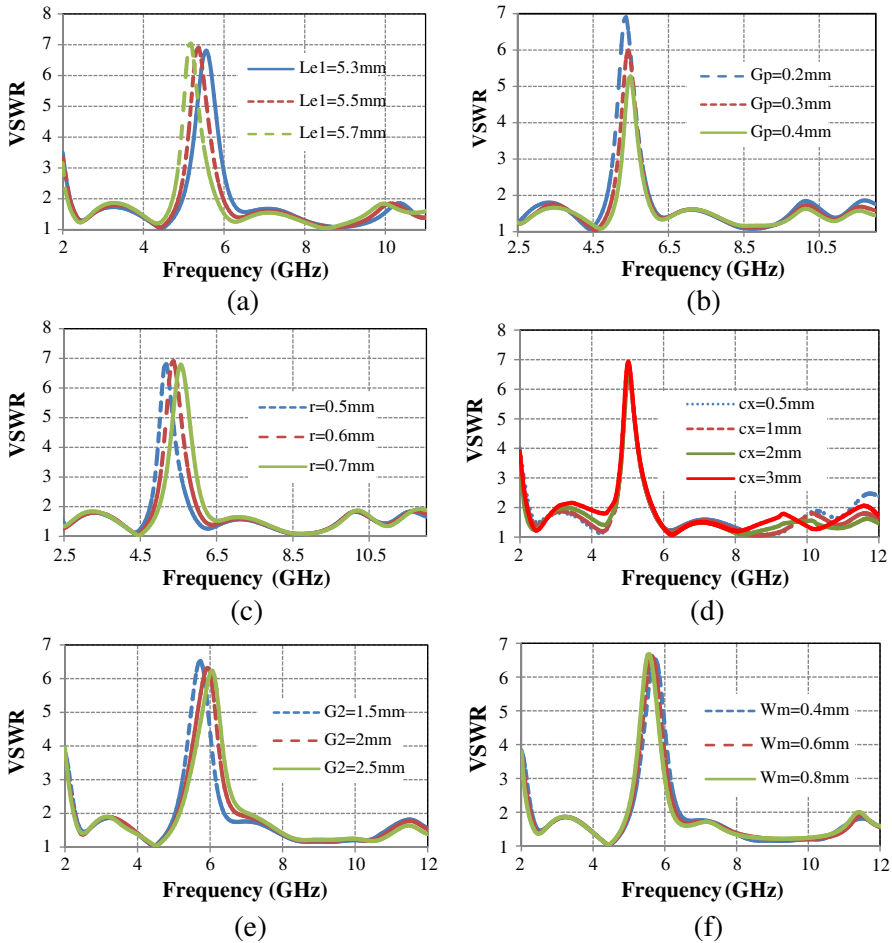 8
7
6
5
4
3
2
1
VSWR
Le1=5.3mm
Le1=5.5mm
Le1=5.7mm
2 4 6 8 10
Frequency (GHz)
(a)
8
7
6
5
4
3
2
1
VSWR
Gp=0.2mm
Gp=0.3mm
Gp=0.4mm
2.5 4.5 6.5 8.5 10.5
Frequency (GHz)
(b)
8
7
6
5
4
3
2
1
VSWR
r=0.5mm
r=0.6mm
r=0.7mm
2.5 4.5 6.5 8.5 10.5
Frequency (GHz)
(c)
8
7
6
5
4
3
2
1
VSWR
cx=0.5mm
cx=1mm
cx=2mm
cx=3mm
2 4 6 8 10 12
Frequency (GHz)
(d)
7
6
5
4
3
2
1
VSWR
G2=1.5mm
G2=2mm
G2=2.5mm
2 4 6 8 10 12
Frequency (GHz)
(e)
7
6
5
4
3
2
1
VSWR
Wm=0.4mm
Wm=0.6mm
Wm=0.8mm
2 4 6 8 10 12
Frequency (GHz)
(f)